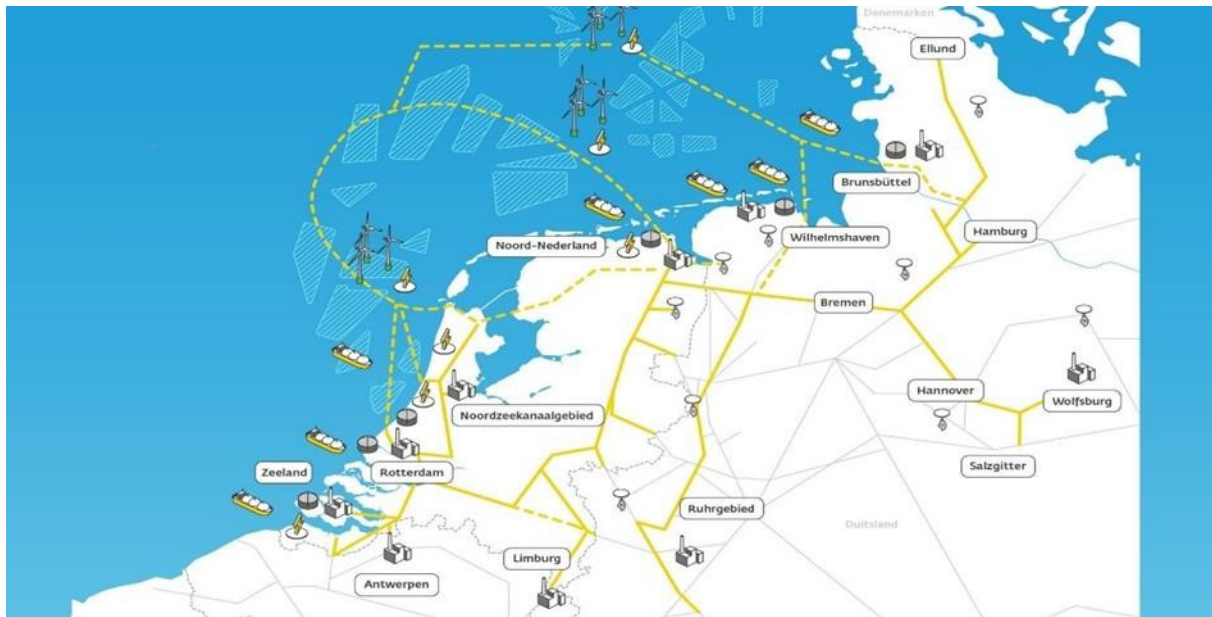 Denemarken
Ellund
Brunsbüttel
Hamburg
Noord-Nederland
Wilhelmshaven
Bremen
Hannover
Wolfsburg
Noordzeekanaalgebied
Zeeland
Rotterdam
Salzgitter
Ruhrgebied
Duitsland
Limburg
Antwerpen